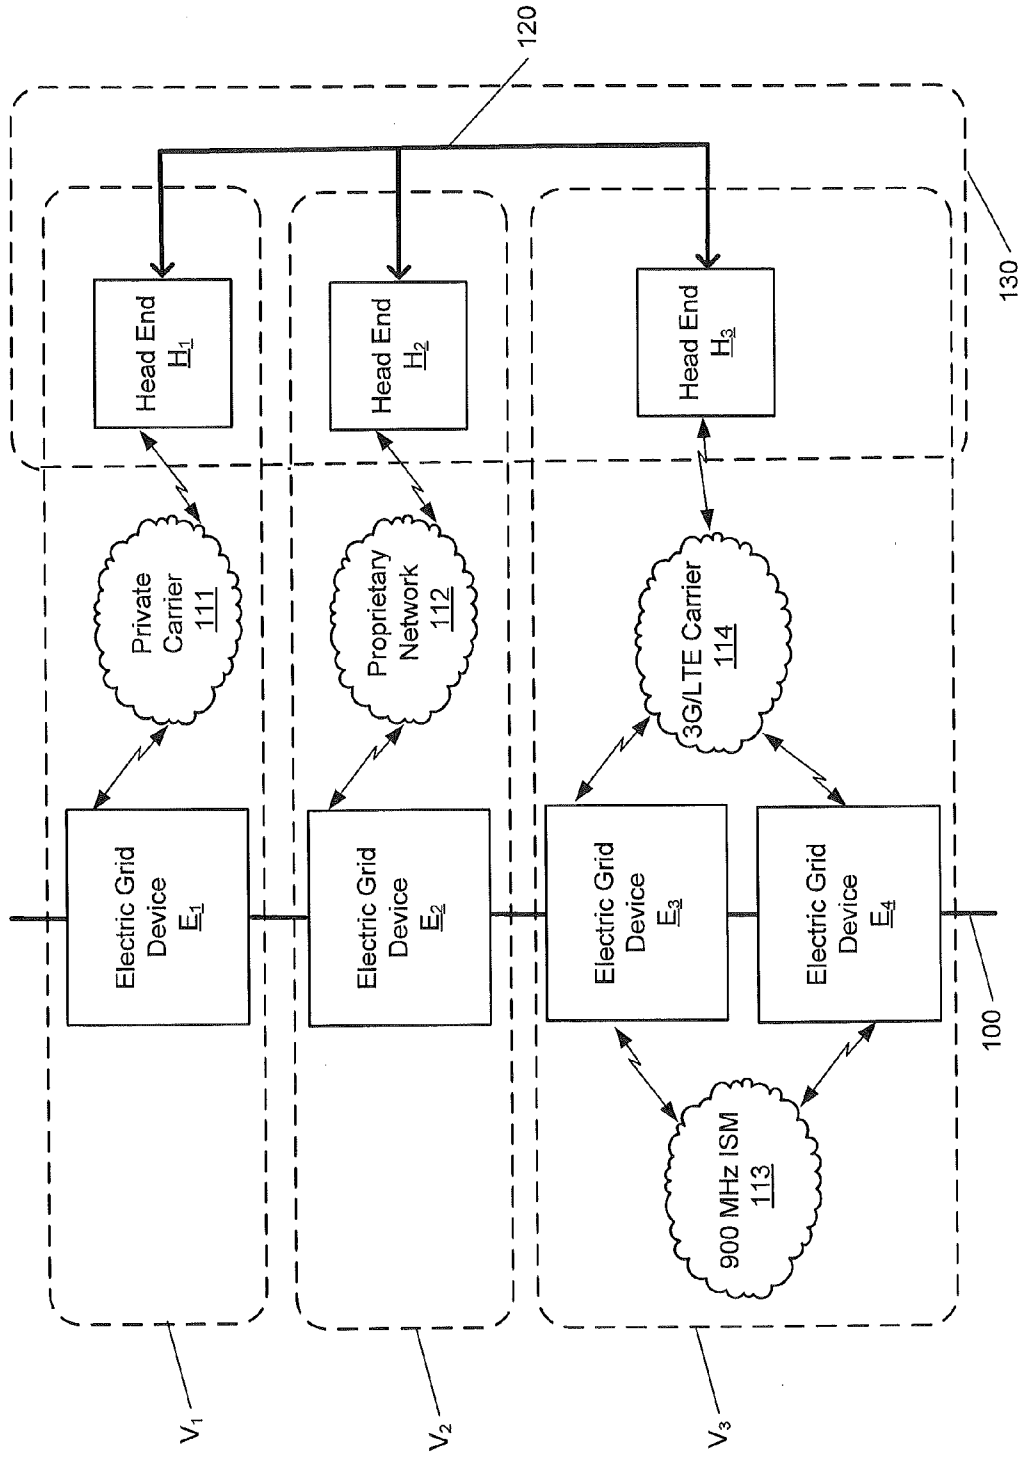 120
130
Head End
H1
Head End
H2
Head End
H3
Private
Carrier
111
Proprietary
Network
112
3G/LTE Carrier
114
Electric Grid
Device
E1
Electric Grid
Device
E2
Electric Grid
Device
E3
Electric Grid
Device
E4
100
900 MHz ISM
113
V1
V2
V3